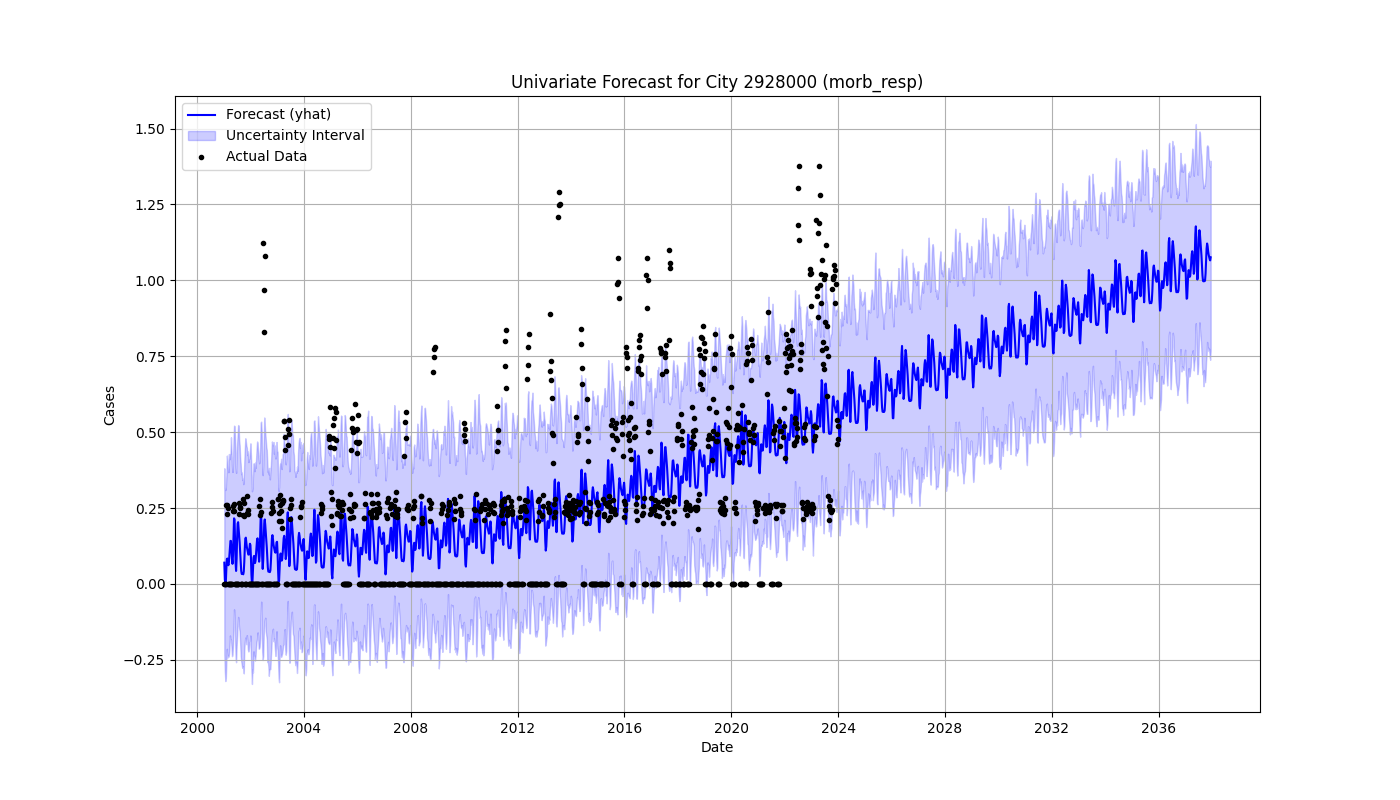 Univariate Forecast for City 2928000 (morb_resp)
Forecast (yhat)
Uncertainty Interval
Actual Data
1.50
1.25
1.00
0.75
0.50
0.25
0.00
−0.25
Cases
2000 2004 2008 2012 2016 2020 2024 2028 2032 2036
Date